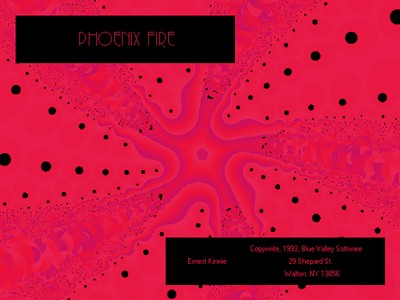 PHOENIX FIRE
Copywrite, 1993, Blue Valley Software
Ernest Kinnie 29 Shepard St.
Walton, NY 13856